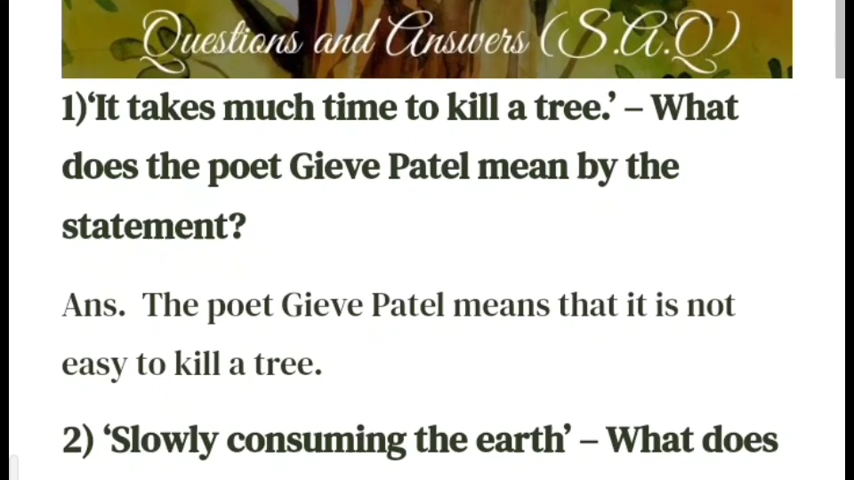 Questions and Answers (S.A.Q)
1)‘It takes much time to kill a tree.’ – What
does the poet Gieve Patel mean by the
statement?
Ans.  The poet Gieve Patel means that it is not
easy to kill a tree.
2) ‘Slowly consuming the earth’ – What does